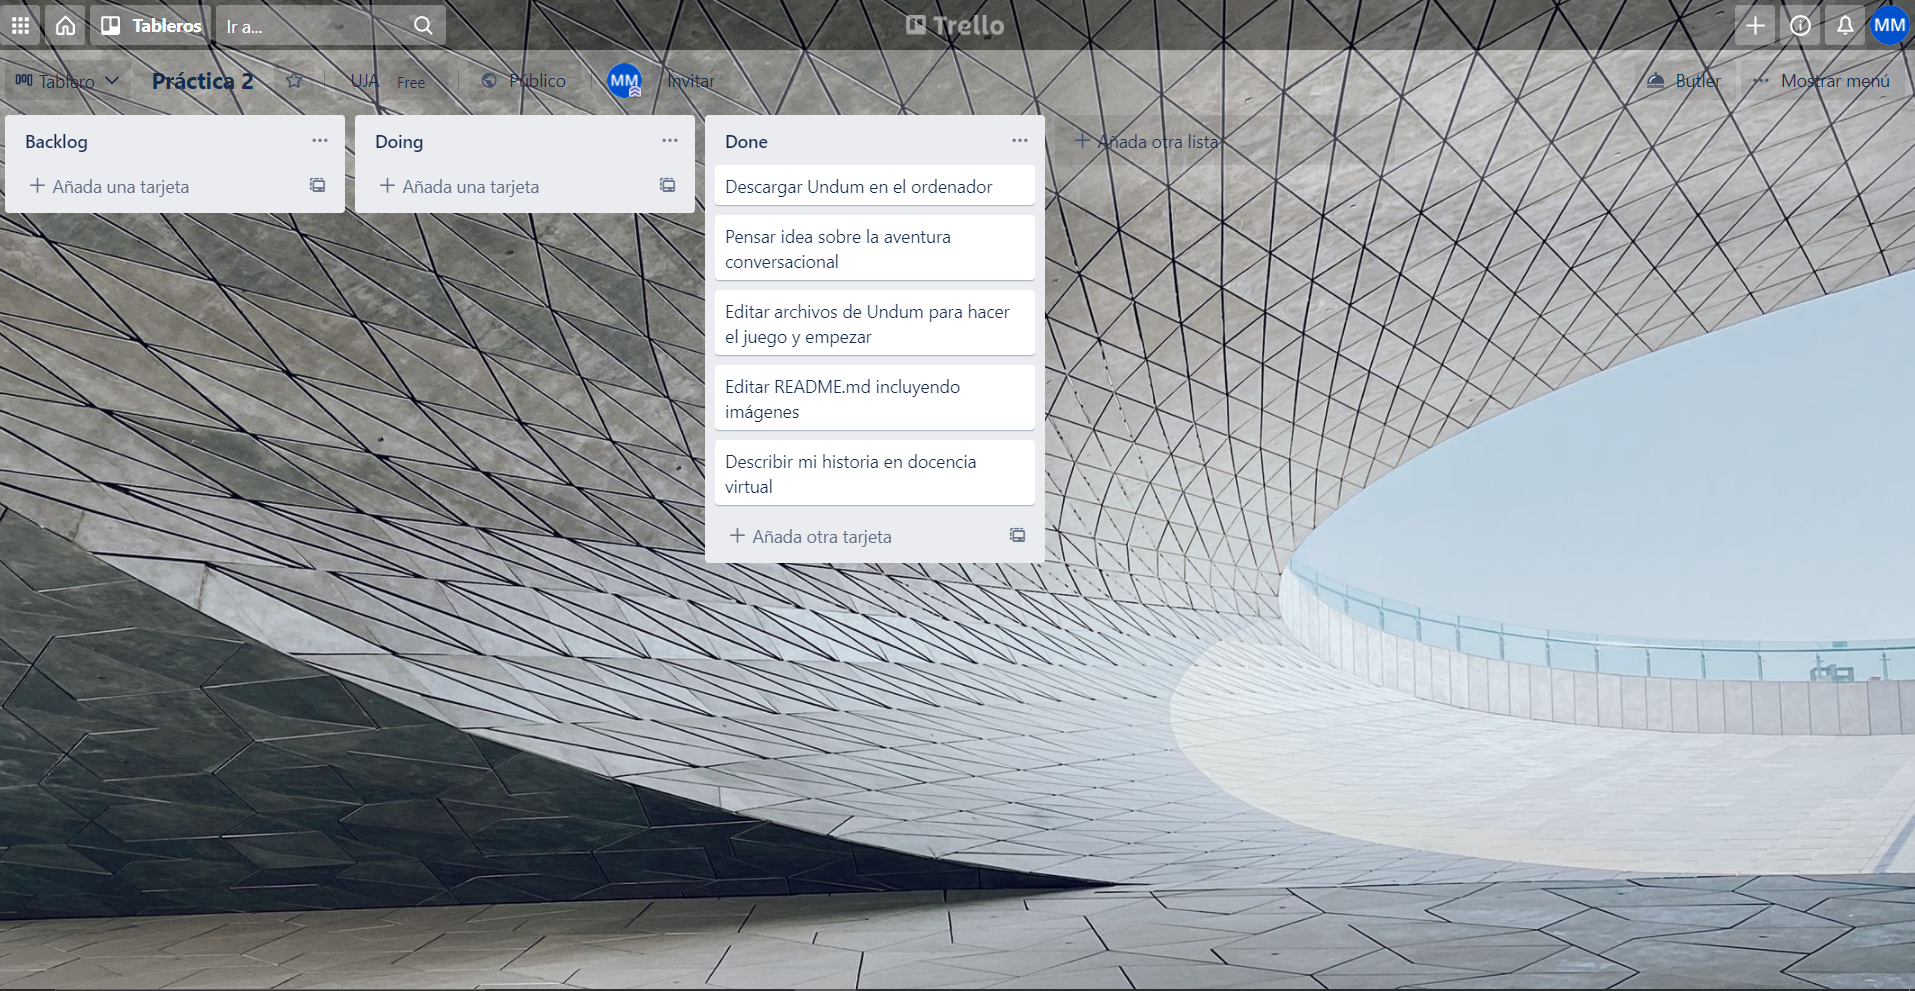 Tableros Ir a... Trello MM
Tablero Práctica 2 UJA Free Público MM Invitar Butler Mostrar menú
Backlog
Añada una tarjeta
Doing
Añada una tarjeta
Done
Descargar Undum en el ordenador
Pensar idea sobre la aventura
conversacional
Editar archivos de Undum para hacer
el juego y empezar
Editar README.md incluyendo
imágenes
Describir mi historia en docencia
virtual
Añada otra tarjeta
Añada otra lista